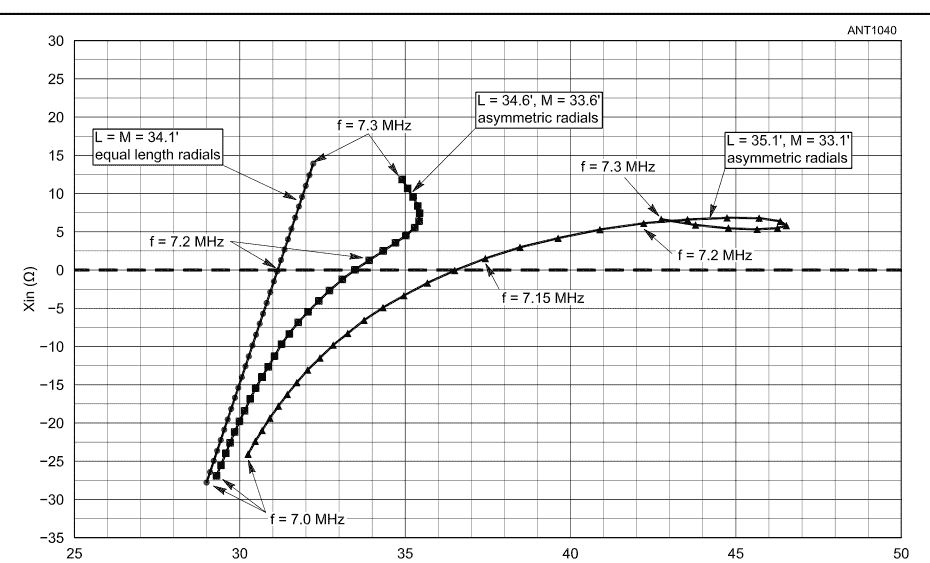 ANT1040
30
25
20
15
10
5
0
−5
−10
−15
−20
−25
−30
−35
Xin (Ω)
L = M = 34.1'
equal length radials
f = 7.3 MHz
L = 34.6', M = 33.6'
asymmetric radials
L = 35.1', M = 33.1'
asymmetric radials
f = 7.3 MHz
f = 7.2 MHz
f = 7.2 MHz
f = 7.15 MHz
f = 7.0 MHz
25 30 35 40 45 50